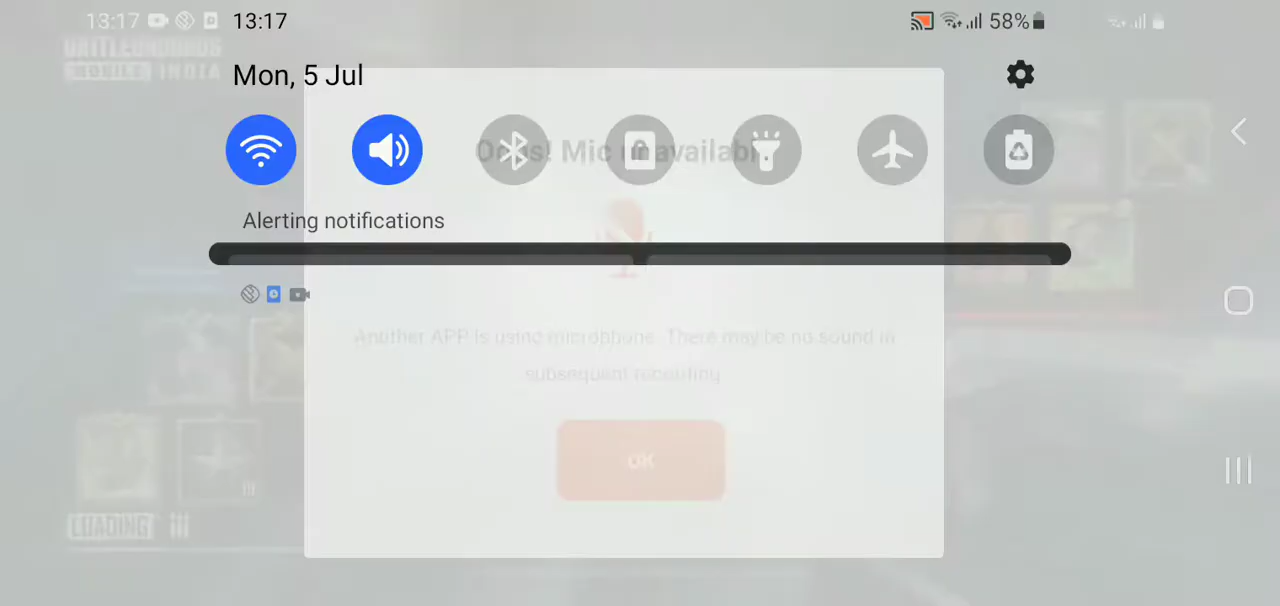 13:17
13:17
58%
BATTLEGROUNDS
MOBILE INDIA
Mon, 5 Jul
Oops! Mic unavailable
Alerting notifications
Another APP is using microphone. There may be no sound in
subsequent recording
OK
LOADING